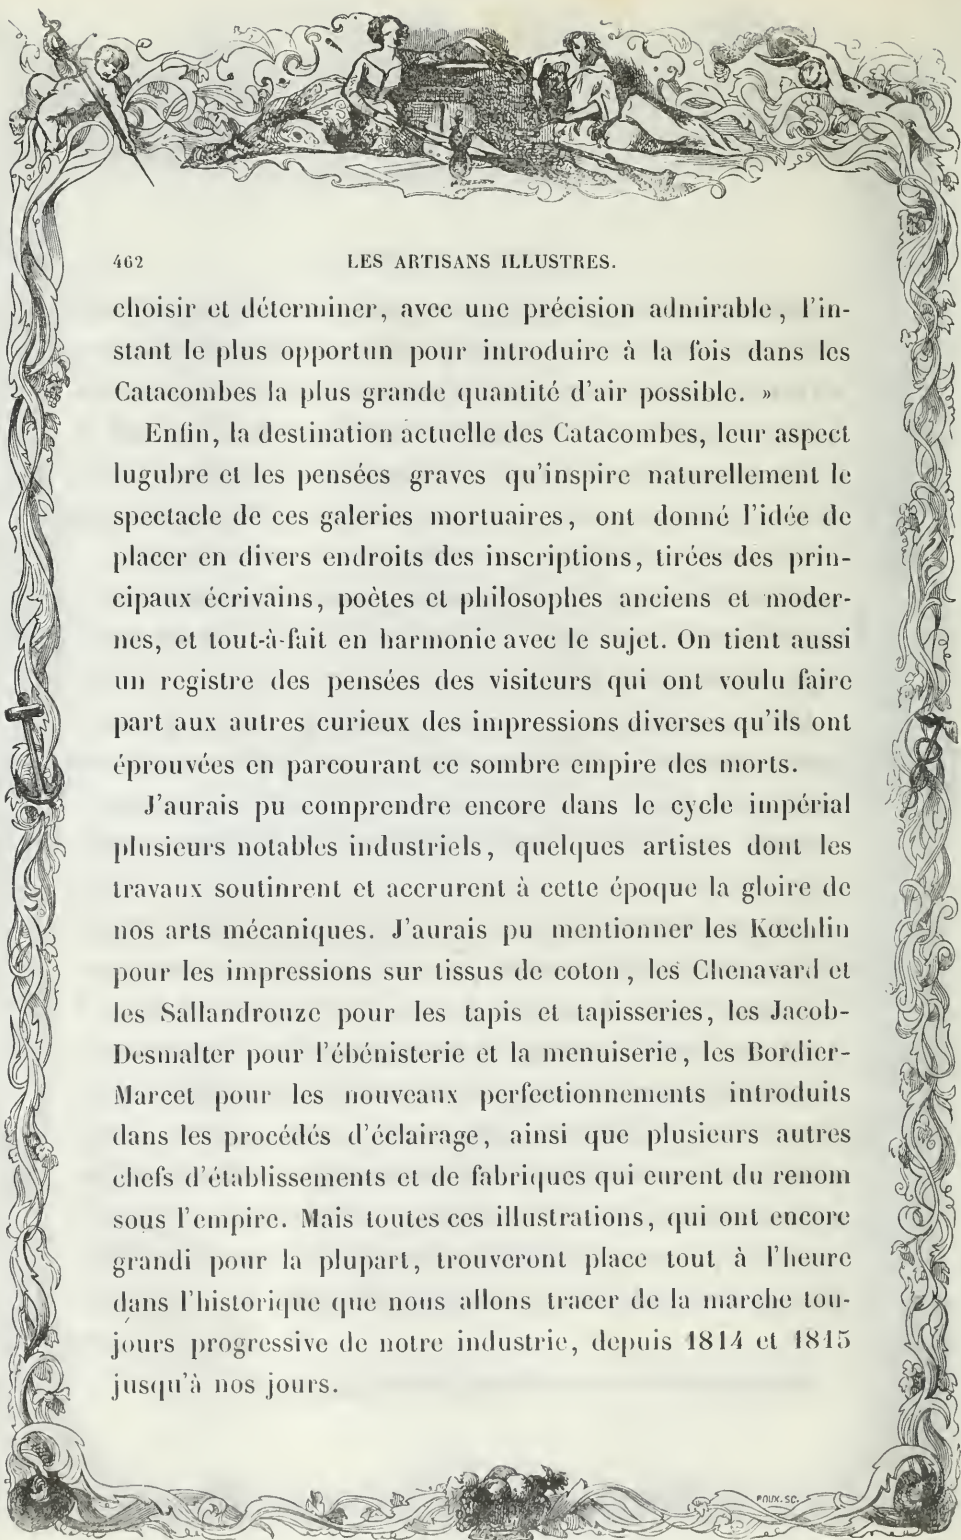 462 LES ARTISANS ILLUSTRES.
choisir et déterminer, avec une précision admirable, l'in-
stant le plus opportun pour introduire à la fois dans les
Catacombes la plus grande quantité d'air possible. »
Enfin, la destination actuelle des Catacombes, leur aspect
lugubre et les pensées graves qu'inspire naturellement le
spectacle de ces galeries mortuaires, ont donné l'idée de
placer en divers endroits des inscriptions, tirées des prin-
cipaux écrivains, poètes et philosophes anciens et moder-
nes, et tout-à-fait en harmonie avec le sujet. On tient aussi
un registre des pensées des visiteurs qui ont voulu faire
part aux autres curieux des impressions diverses qu'ils ont
éprouvées en parcourant ce sombre empire des morts.
J'aurais pu comprendre encore dans le cycle impérial
plusieurs notables industriels, quelques artistes dont les
travaux soutinrent et accrurent à cette époque la gloire de
nos arts mécaniques. J'aurais pu mentionner les Kœchlin
pour les impressions sur tissus de coton, les Chenavard et
les Sallandrouze pour les tapis et tapisseries, les Jacob-
Desmalter pour l'ébénisterie et la menuiserie, les Bordier-
Marcet pour les nouveaux perfectionnements introduits
dans les procédés d'éclairage, ainsi que plusieurs autres
chefs d'établissements et de fabriques qui eurent du renom
sous l'empire. Mais toutes ces illustrations, qui ont encore
grandi pour la plupart, trouveront place tout à l'heure
dans l'historique que nous allons tracer de la marche tou-
jours progressive de notre industrie, depuis 1814 et 1815
jusqu'à nos jours.
POUX. SC.